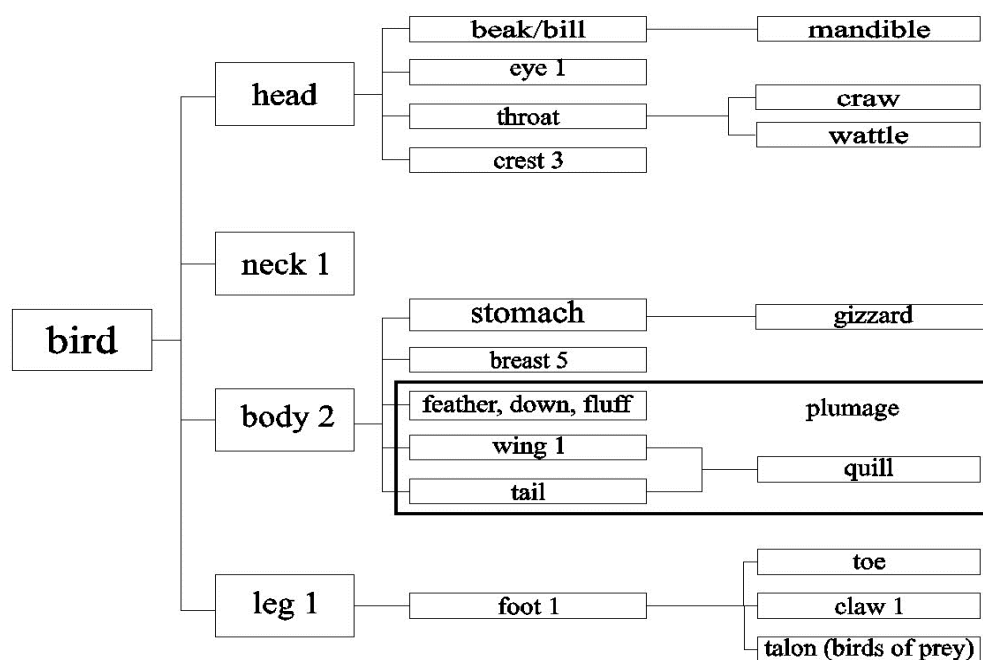 beak/bill
mandible
eye 1
head
craw
throat
wattle
crest 3
neck 1
stomach
gizzard
bird
breast 5
feather, down, fluff
plumage
body 2
wing 1
quill
tail
toe
leg 1
foot 1
claw 1
talon (birds of prey)